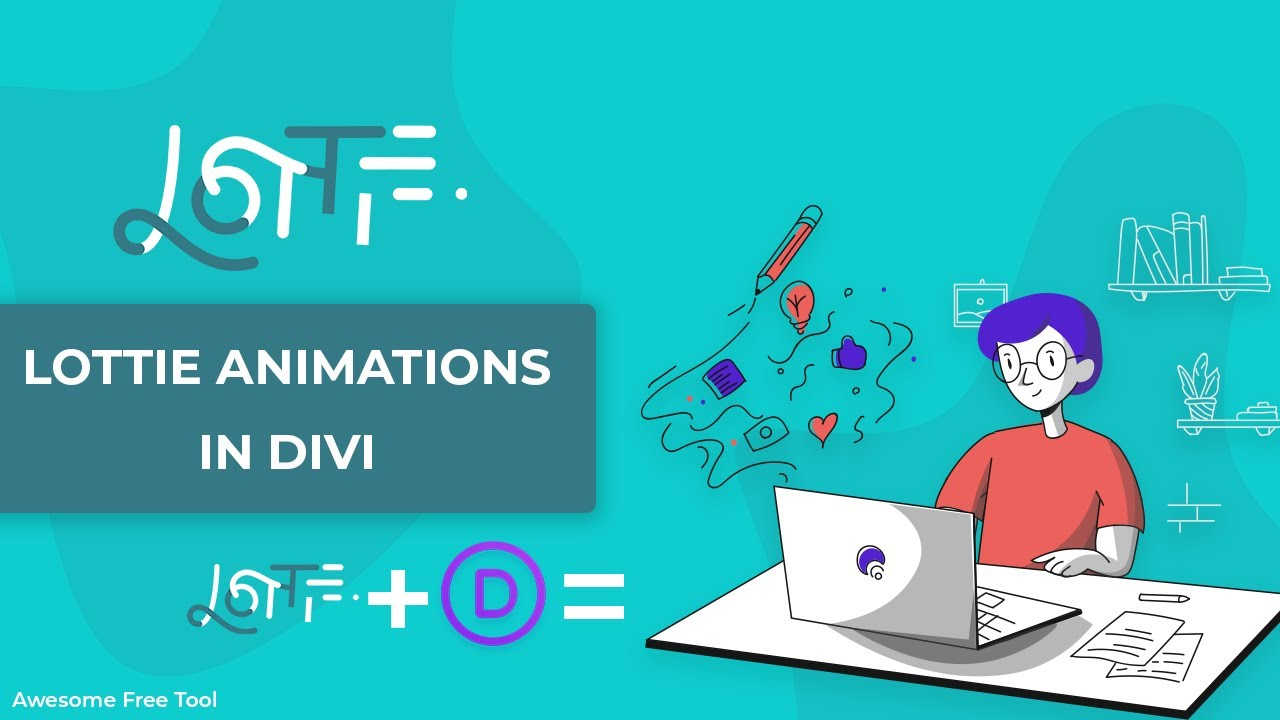 LOTTIE.
LOTTIE ANIMATIONS
IN DIVI
LOTTIE. + D =
Awesome Free Tool